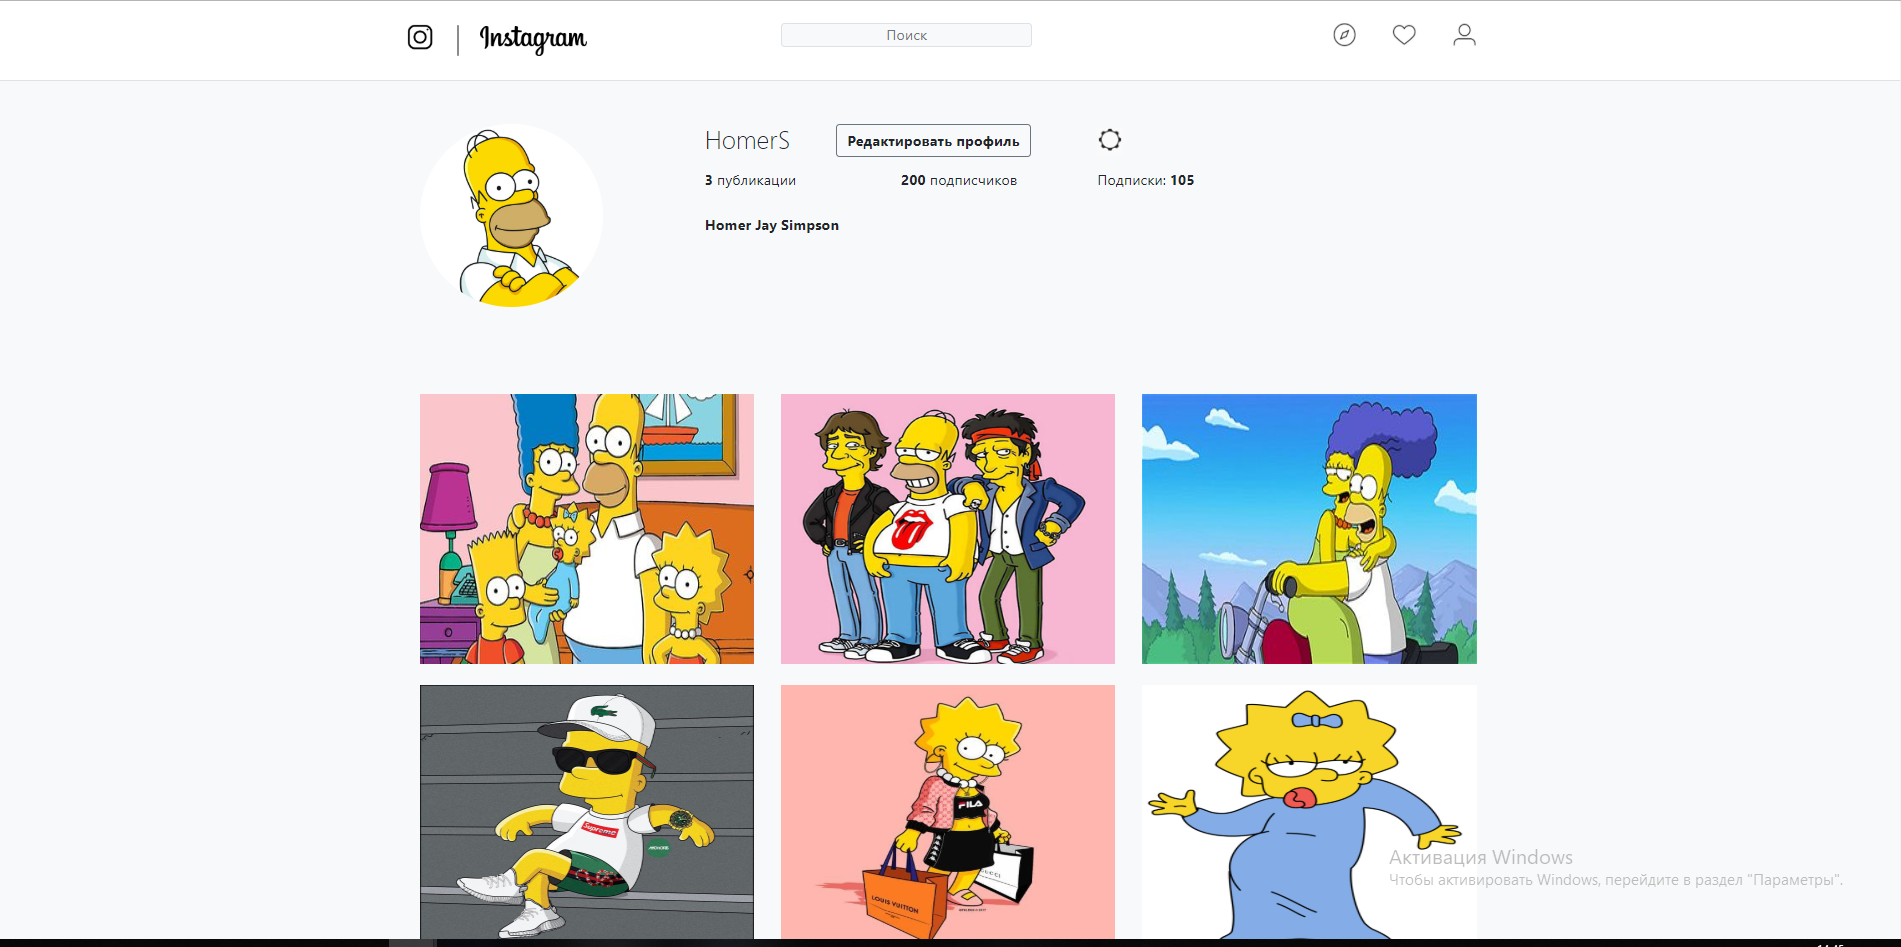 Instagram
Поиск
HomerS
Редактировать профиль
3 публикации
200 подписчиков
Подписки: 105
Homer Jay Simpson
Supreme
FILA
LOUIS VUITTON
GUCCI
Активация Windows
Чтобы активировать Windows, перейдите в раздел "Параметры".